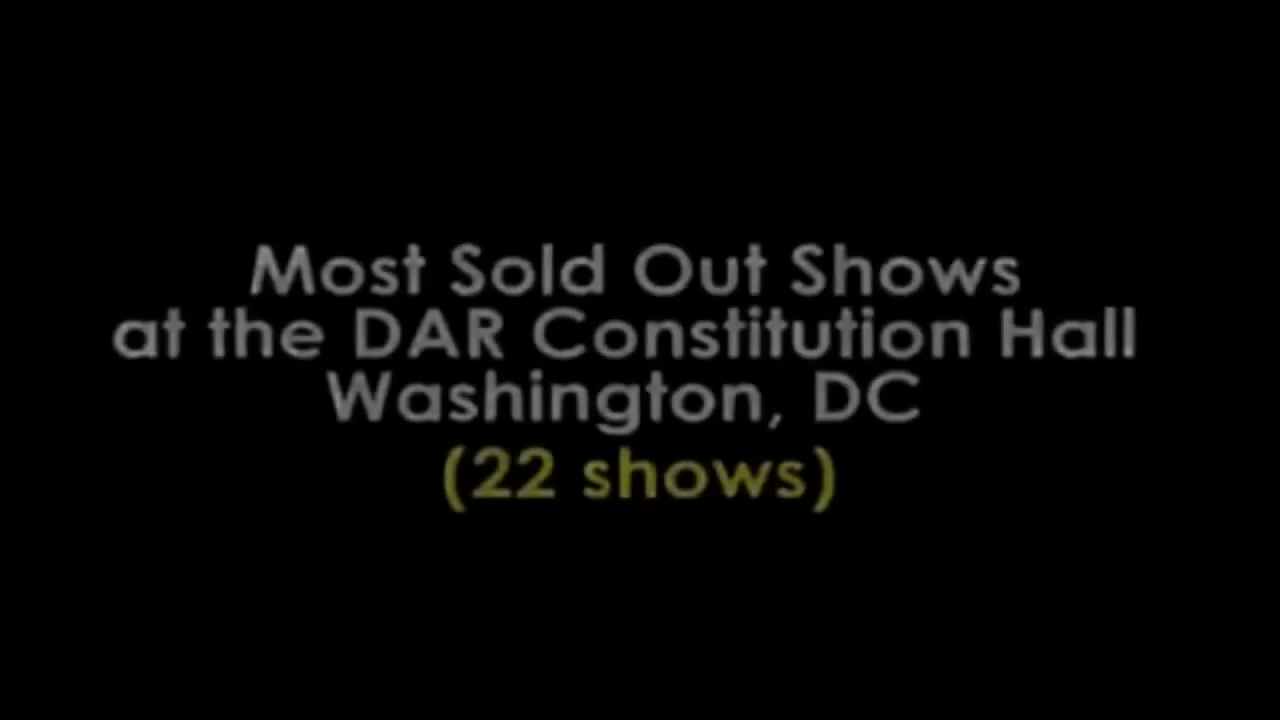 Most Sold Out Shows
at the DAR Constitution Hall
Washington, DC
(22 shows)